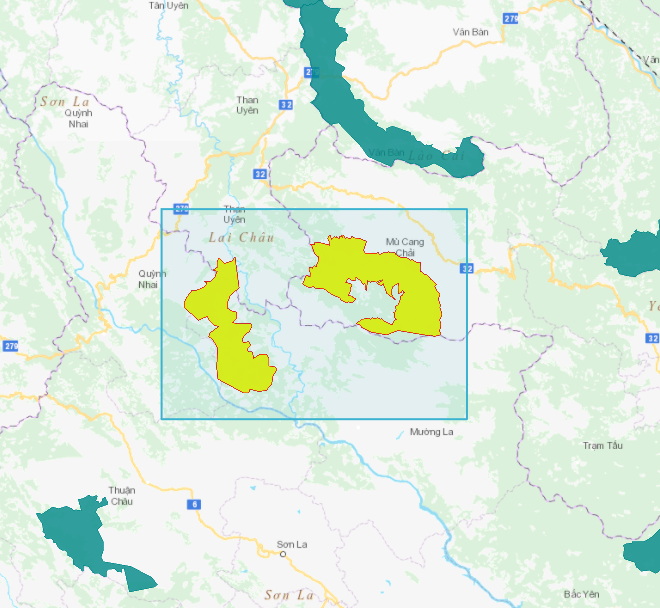 Tân Uyên
279
Văn Bàn
Sơn La
Quỳnh
Nhai
Than
Uyên
32
Văn Bàn
Lào Cai
32
279
Than
Uyên
Lai Châu
Mù Cang
Chải
32
Quỳnh
Nhai
279
32
Mường La
Trạm Tấu
Thuận
Châu
6
Sơn La
Sơn La
Bắc Yên